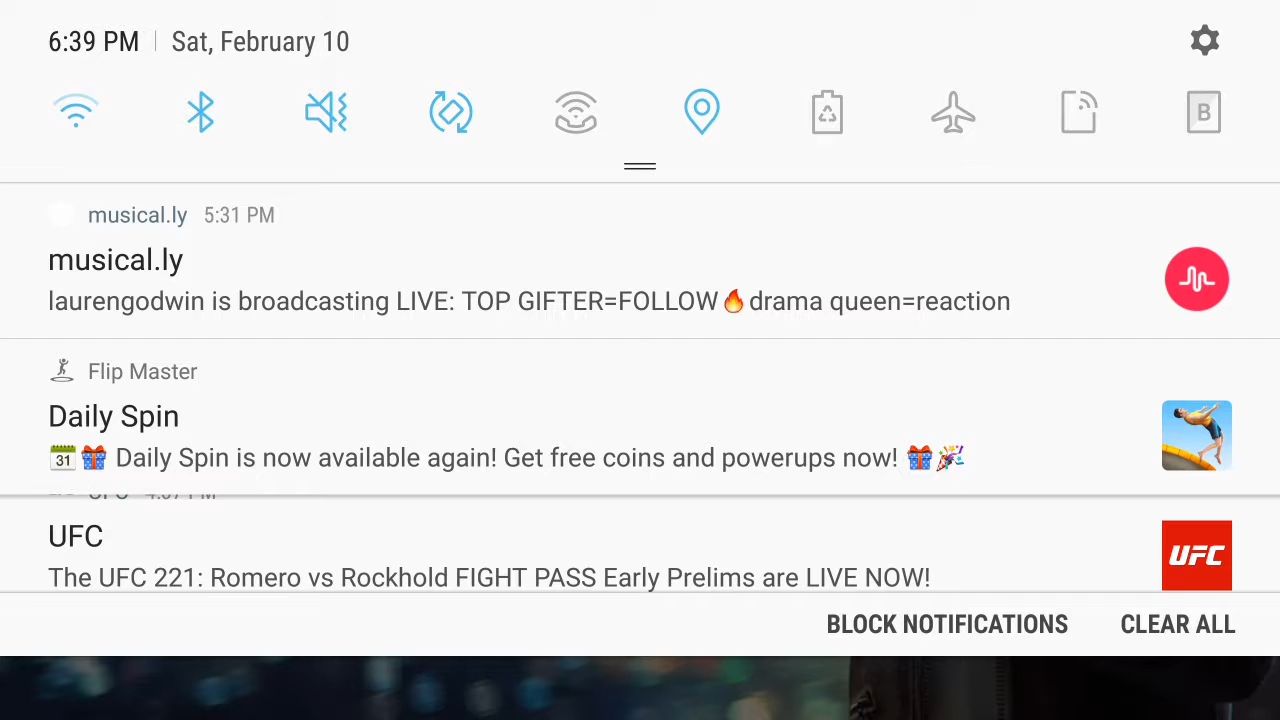 6:39 PM Sat, February 10
B
musical.ly 5:31 PM
musical.ly
laurengodwin is broadcasting LIVE: TOP GIFTER=FOLLOW🔥drama queen=reaction
Flip Master
Daily Spin
📅🎁 Daily Spin is now available again! Get free coins and powerups now! 🎁🎉
UFC
UFC
The UFC 221: Romero vs Rockhold FIGHT PASS Early Prelims are LIVE NOW!
BLOCK NOTIFICATIONS CLEAR ALL